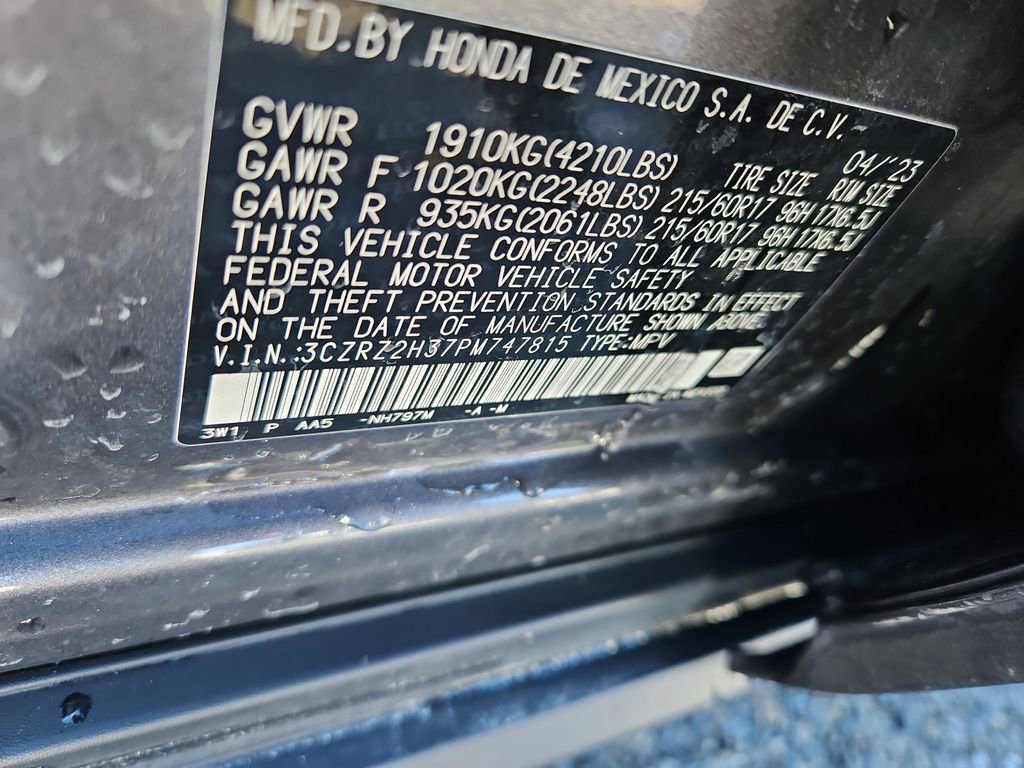 MFD. BY HONDA DE MEXICO S.A. DE C.V.
04/'23
GVWR 1910KG(4210LBS) TIRE SIZE RIM SIZE
GAWR F 1020KG(2248LBS) 215/60R17 96H 17X6.5J
GAWR R 935KG(2061LBS) 215/60R17 96H 17X6.5J
THIS VEHICLE CONFORMS TO ALL APPLICABLE
FEDERAL MOTOR VEHICLE SAFETY
AND THEFT PREVENTION STANDARDS IN EFFECT
ON THE DATE OF MANUFACTURE SHOWN ABOVE.
V.I.N.:3CZRZ2H37PM747815 TYPE:MPV
3W1 P AA5 -NH797M -A -M